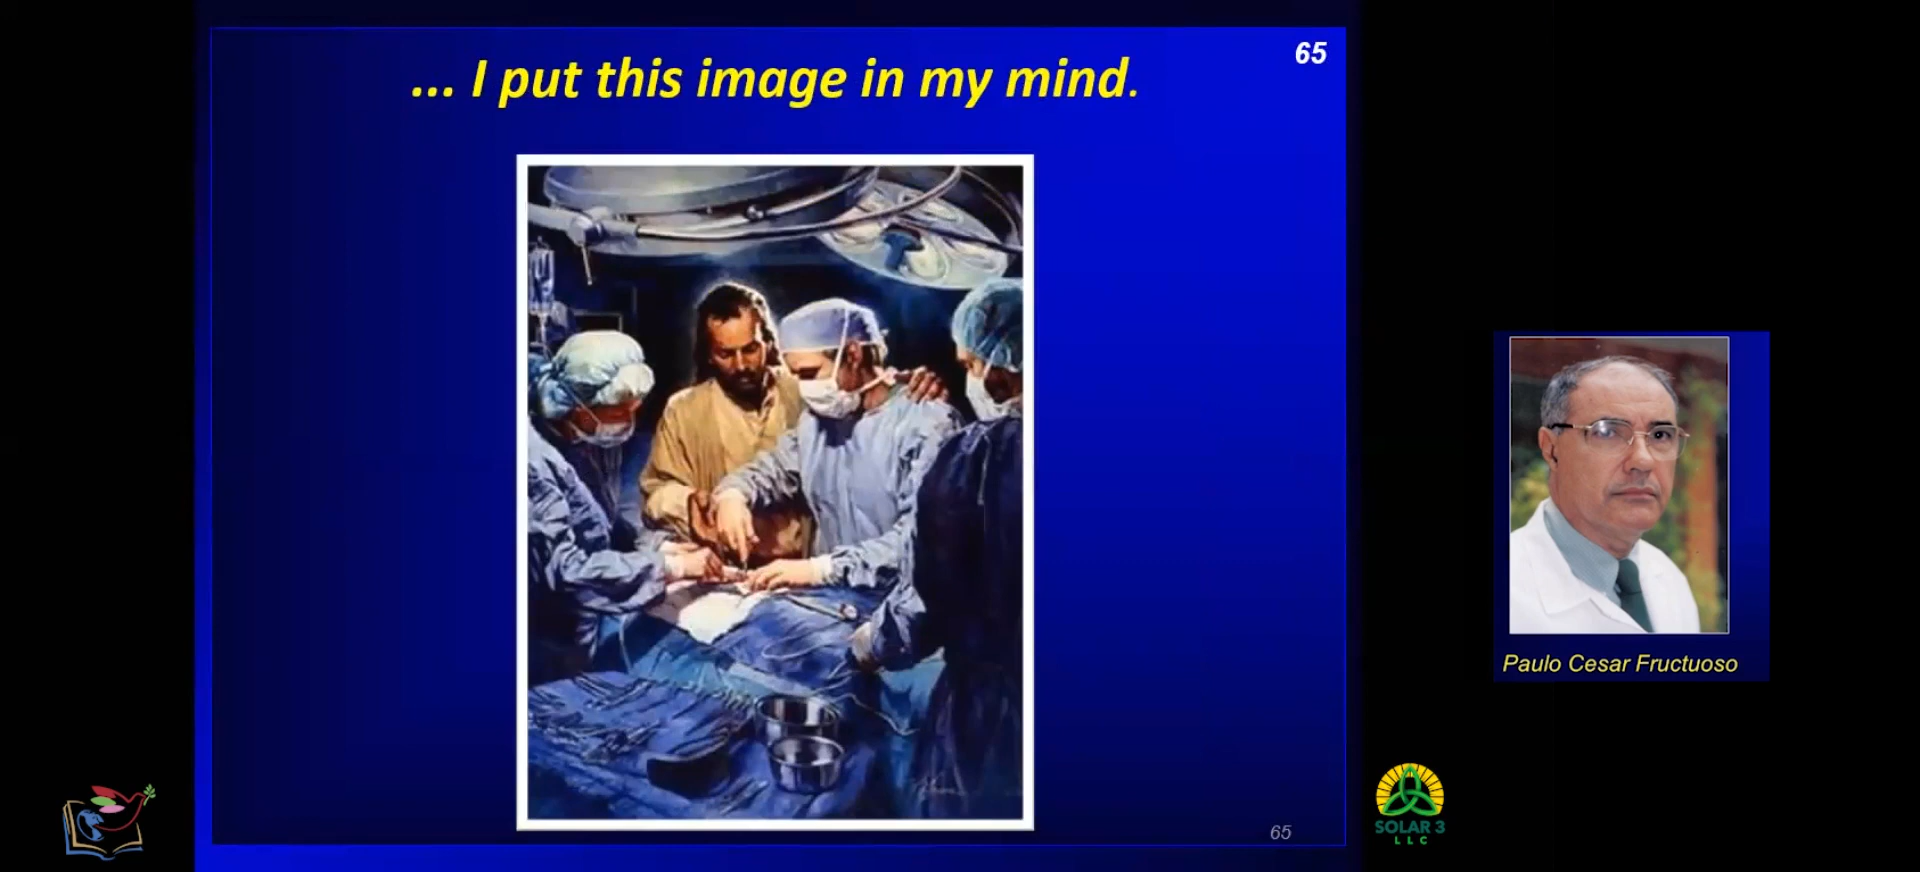 ... I put this image in my mind.
65
Paulo Cesar Fructuoso
65
SOLAR 3
LLC